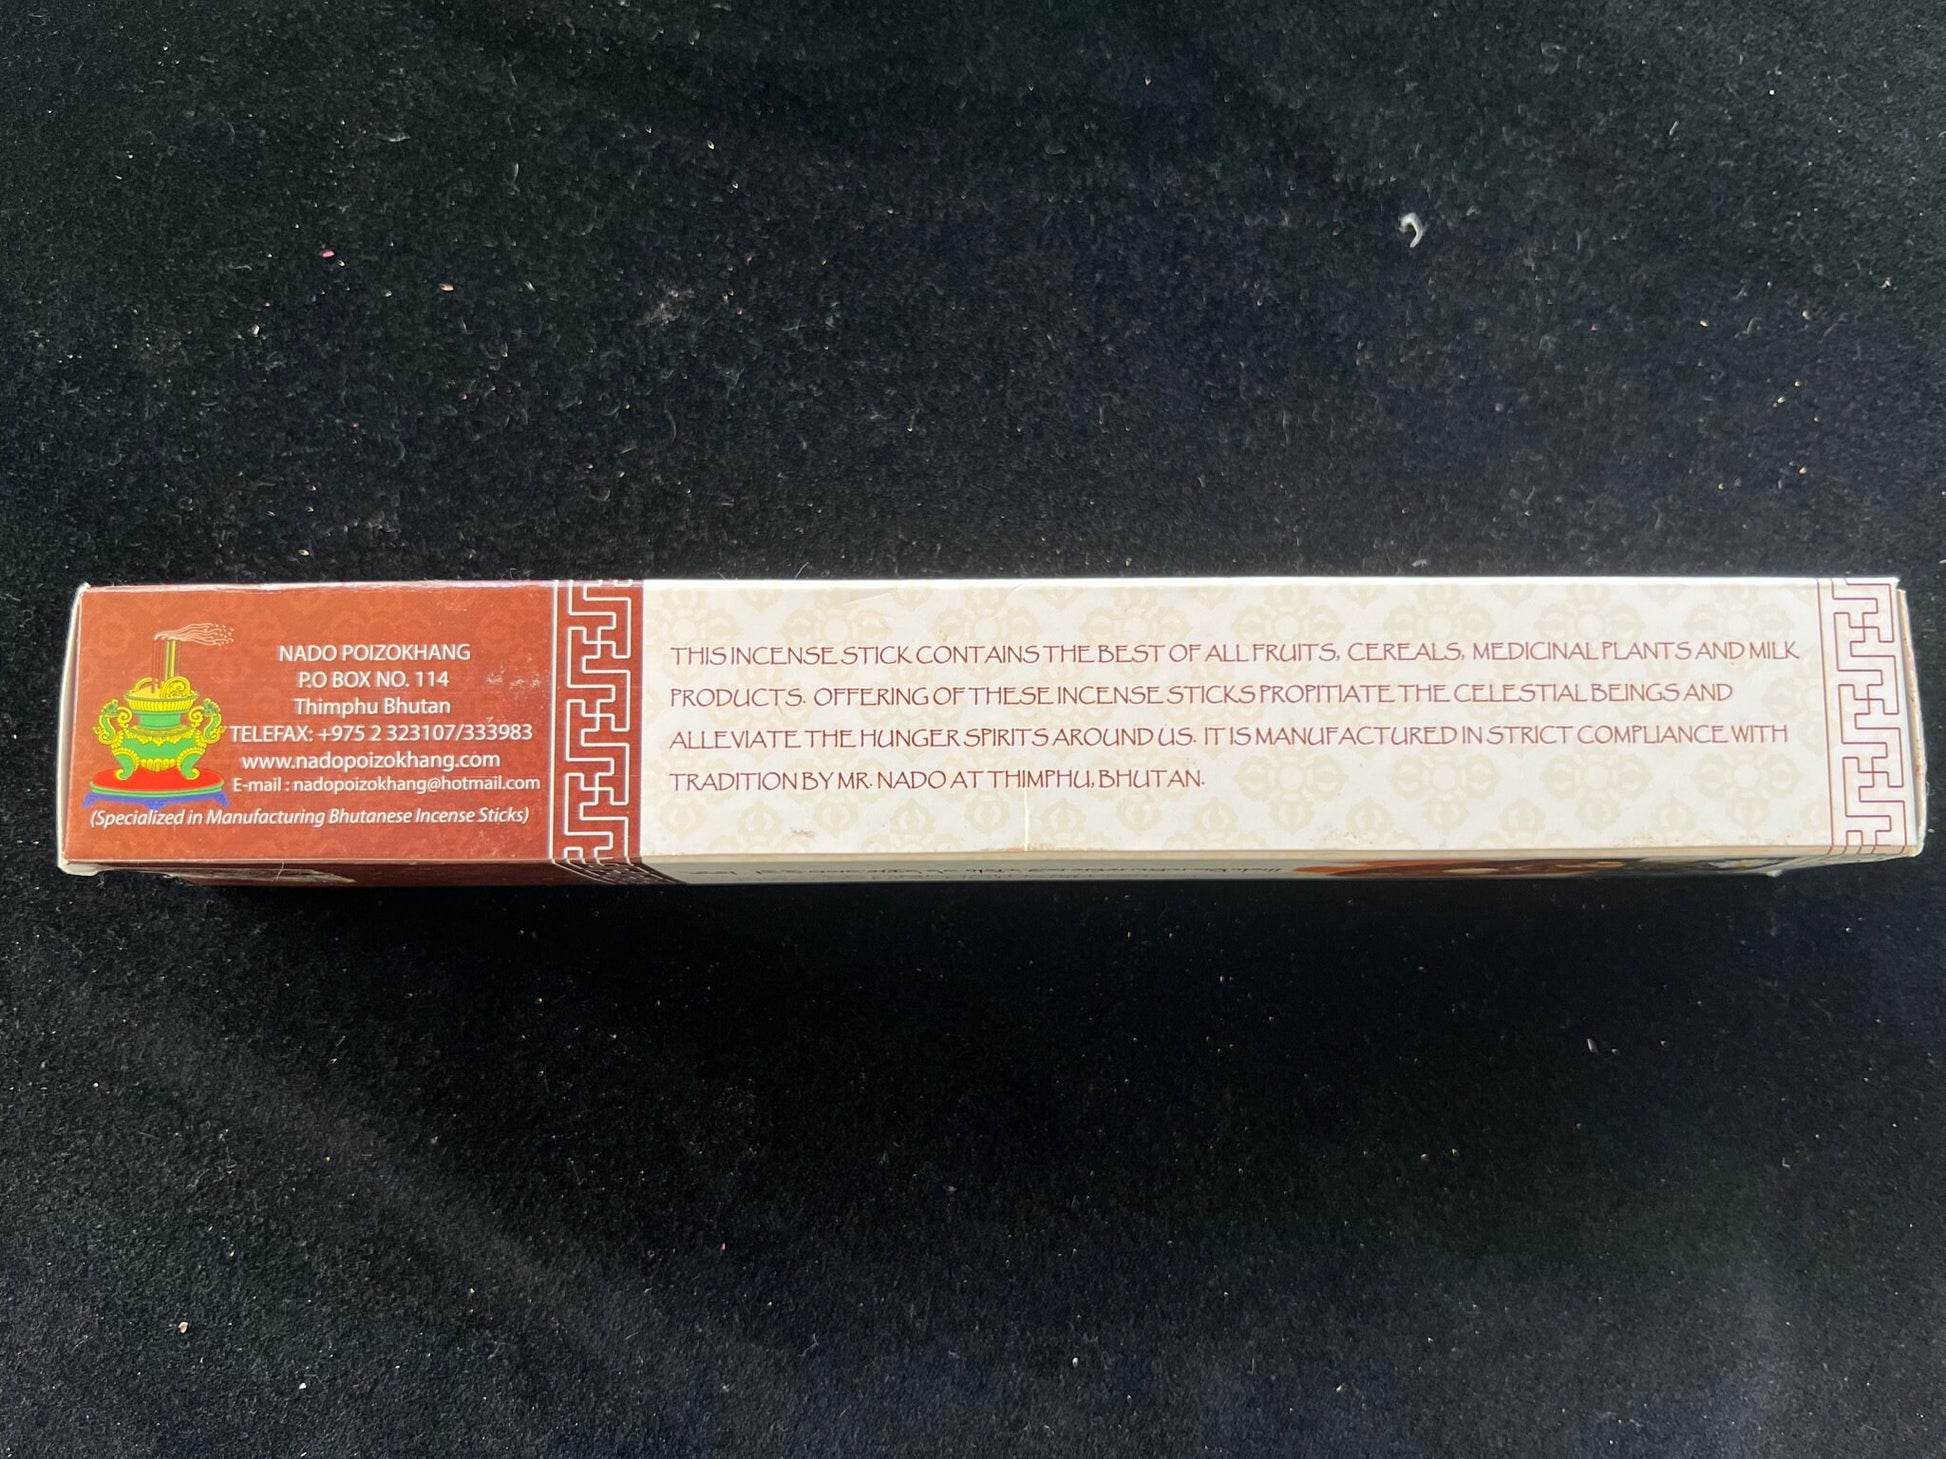 NADO POIZOKHANG
P.O BOX NO. 114
Thimphu Bhutan
TELEFAX: +975 2 323107/333983
www.nadopoizokhang.com
E-mail : nadopoizokhang@hotmail.com
(Specialized in Manufacturing Bhutanese Incense Sticks)
THIS INCENSE STICK CONTAINS THE BEST OF ALL FRUITS, CEREALS, MEDICINAL PLANTS AND MILK
PRODUCTS. OFFERING OF THESE INCENSE STICKS PROPITIATE THE CELESTIAL BEINGS AND
ALLEVIATE THE HUNGER SPIRITS AROUND US. IT IS MANUFACTURED IN STRICT COMPLIANCE WITH
TRADITION BY MR. NADO AT THIMPHU, BHUTAN.